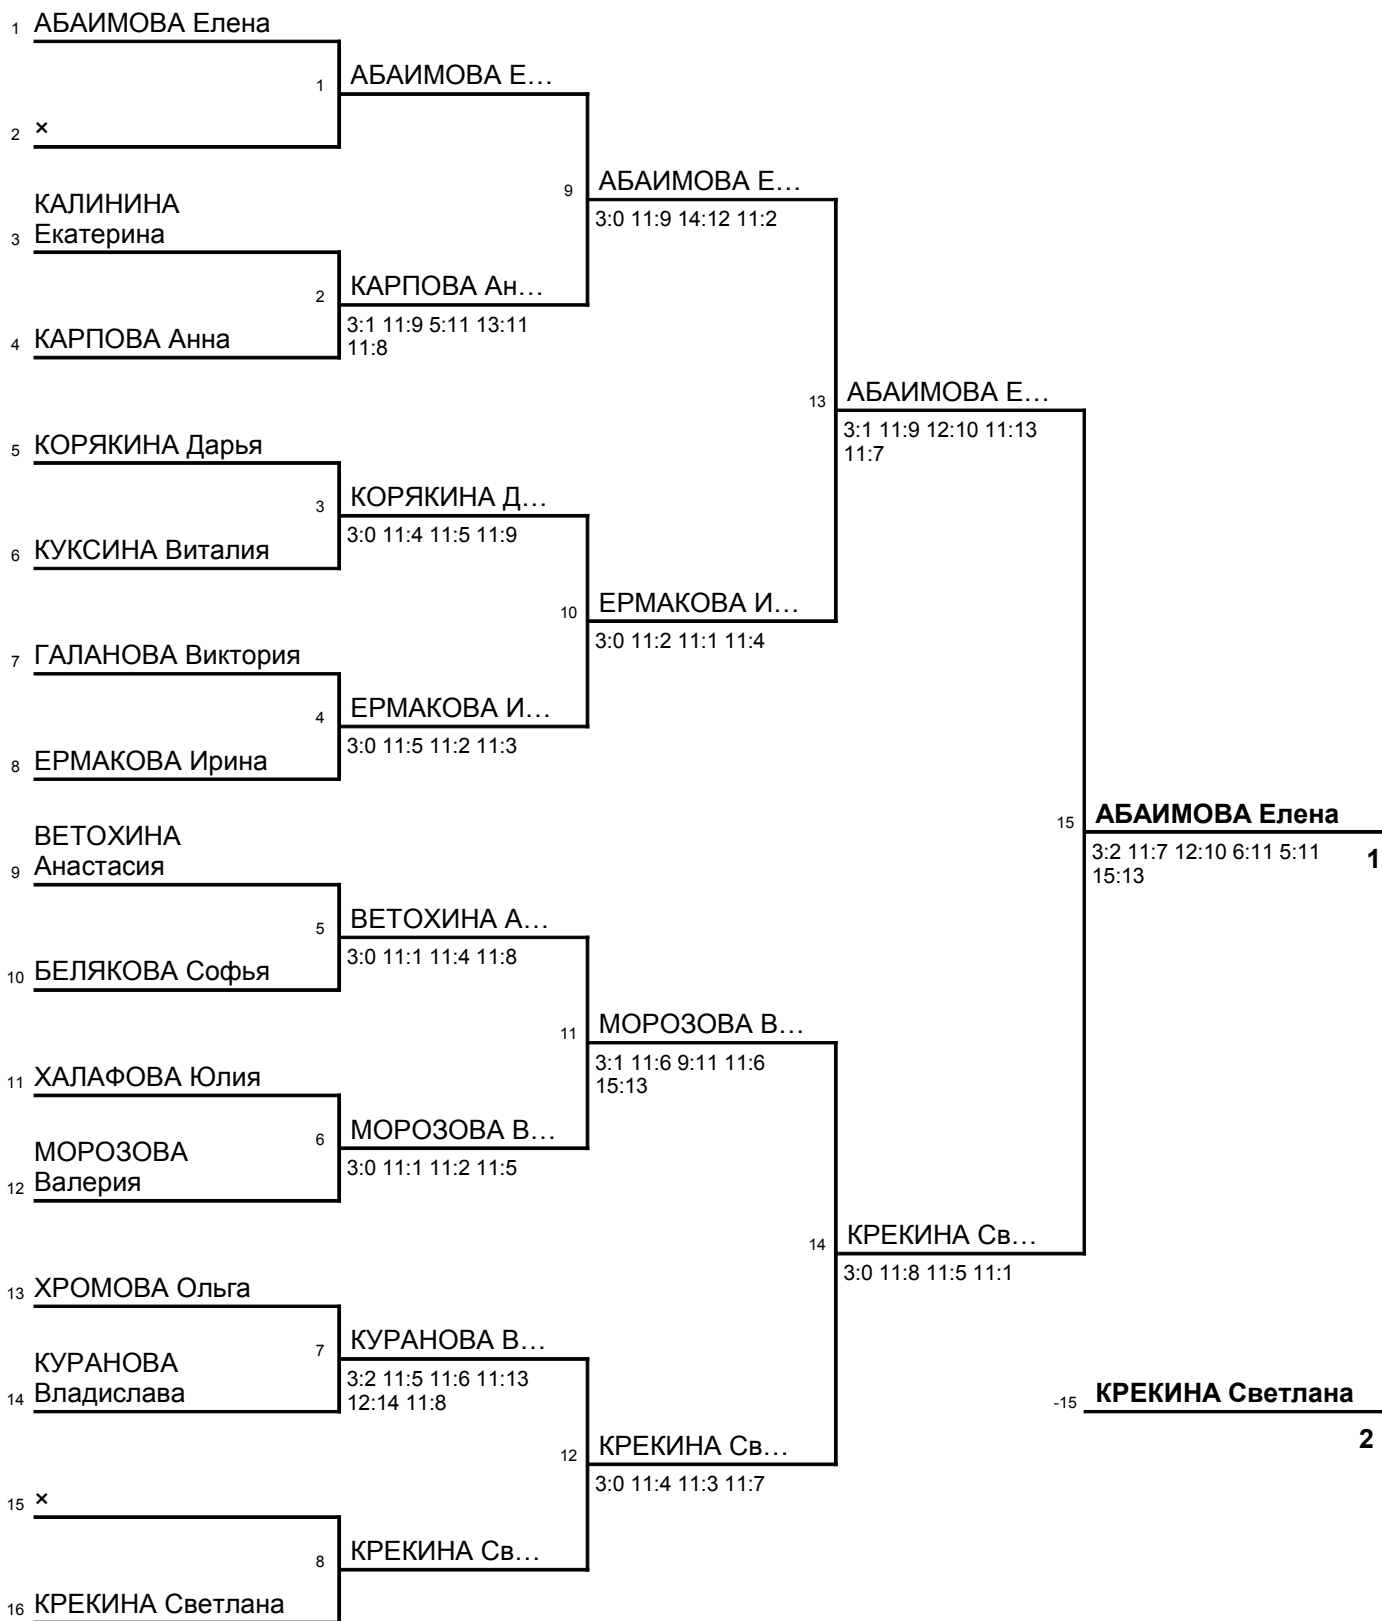 1 АБАИМОВА Елена
1 АБАИМОВА Е…
2 ×
9 АБАИМОВА Е…
3:0 11:9 14:12 11:2
КАЛИНИНА
3 Екатерина
2 КАРПОВА Ан…
3:1 11:9 5:11 13:11
11:8
4 КАРПОВА Анна
13 АБАИМОВА Е…
3:1 11:9 12:10 11:13
11:7
5 КОРЯКИНА Дарья
3 КОРЯКИНА Д…
3:0 11:4 11:5 11:9
6 КУКСИНА Виталия
10 ЕРМАКОВА И…
3:0 11:2 11:1 11:4
7 ГАЛАНОВА Виктория
4 ЕРМАКОВА И…
3:0 11:5 11:2 11:3
8 ЕРМАКОВА Ирина
15 АБАИМОВА Елена
3:2 11:7 12:10 6:11 5:11
15:13
1
ВЕТОХИНА
9 Анастасия
5 ВЕТОХИНА А…
3:0 11:1 11:4 11:8
10 БЕЛЯКОВА Софья
11 МОРОЗОВА В…
3:1 11:6 9:11 11:6
15:13
11 ХАЛАФОВА Юлия
6 МОРОЗОВА В…
3:0 11:1 11:2 11:5
МОРОЗОВА
12 Валерия
14 КРЕКИНА Св…
3:0 11:8 11:5 11:1
13 ХРОМОВА Ольга
7 КУРАНОВА В…
3:2 11:5 11:6 11:13
12:14 11:8
КУРАНОВА
14 Владислава
-15 КРЕКИНА Светлана
2
12 КРЕКИНА Св…
3:0 11:4 11:3 11:7
15 ×
8 КРЕКИНА Св…
16 КРЕКИНА Светлана